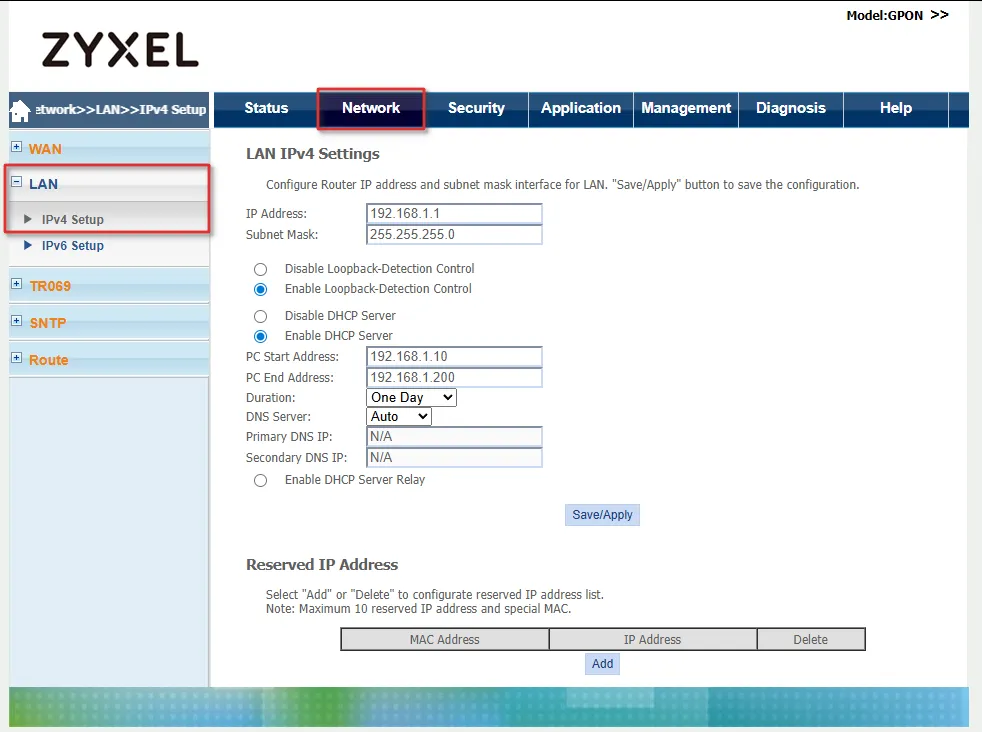 Model:GPON >>
ZYXEL
etwork>>LAN>>IPv4 Setup
Status Network Security Application Management Diagnosis Help
WAN
LAN
IPv4 Setup
IPv6 Setup
TR069
SNTP
Route
LAN IPv4 Settings
Configure Router IP address and subnet mask interface for LAN. "Save/Apply" button to save the configuration.
IP Address: 192.168.1.1
Subnet Mask: 255.255.255.0
Disable Loopback-Detection Control
Enable Loopback-Detection Control
Disable DHCP Server
Enable DHCP Server
PC Start Address: 192.168.1.10
PC End Address: 192.168.1.200
Duration: One Day
DNS Server: Auto
Primary DNS IP: N/A
Secondary DNS IP: N/A
Enable DHCP Server Relay
Save/Apply
Reserved IP Address
Select "Add" or "Delete" to configurate reserved IP address list.
Note: Maximum 10 reserved IP address and special MAC.
MAC Address IP Address Delete
Add